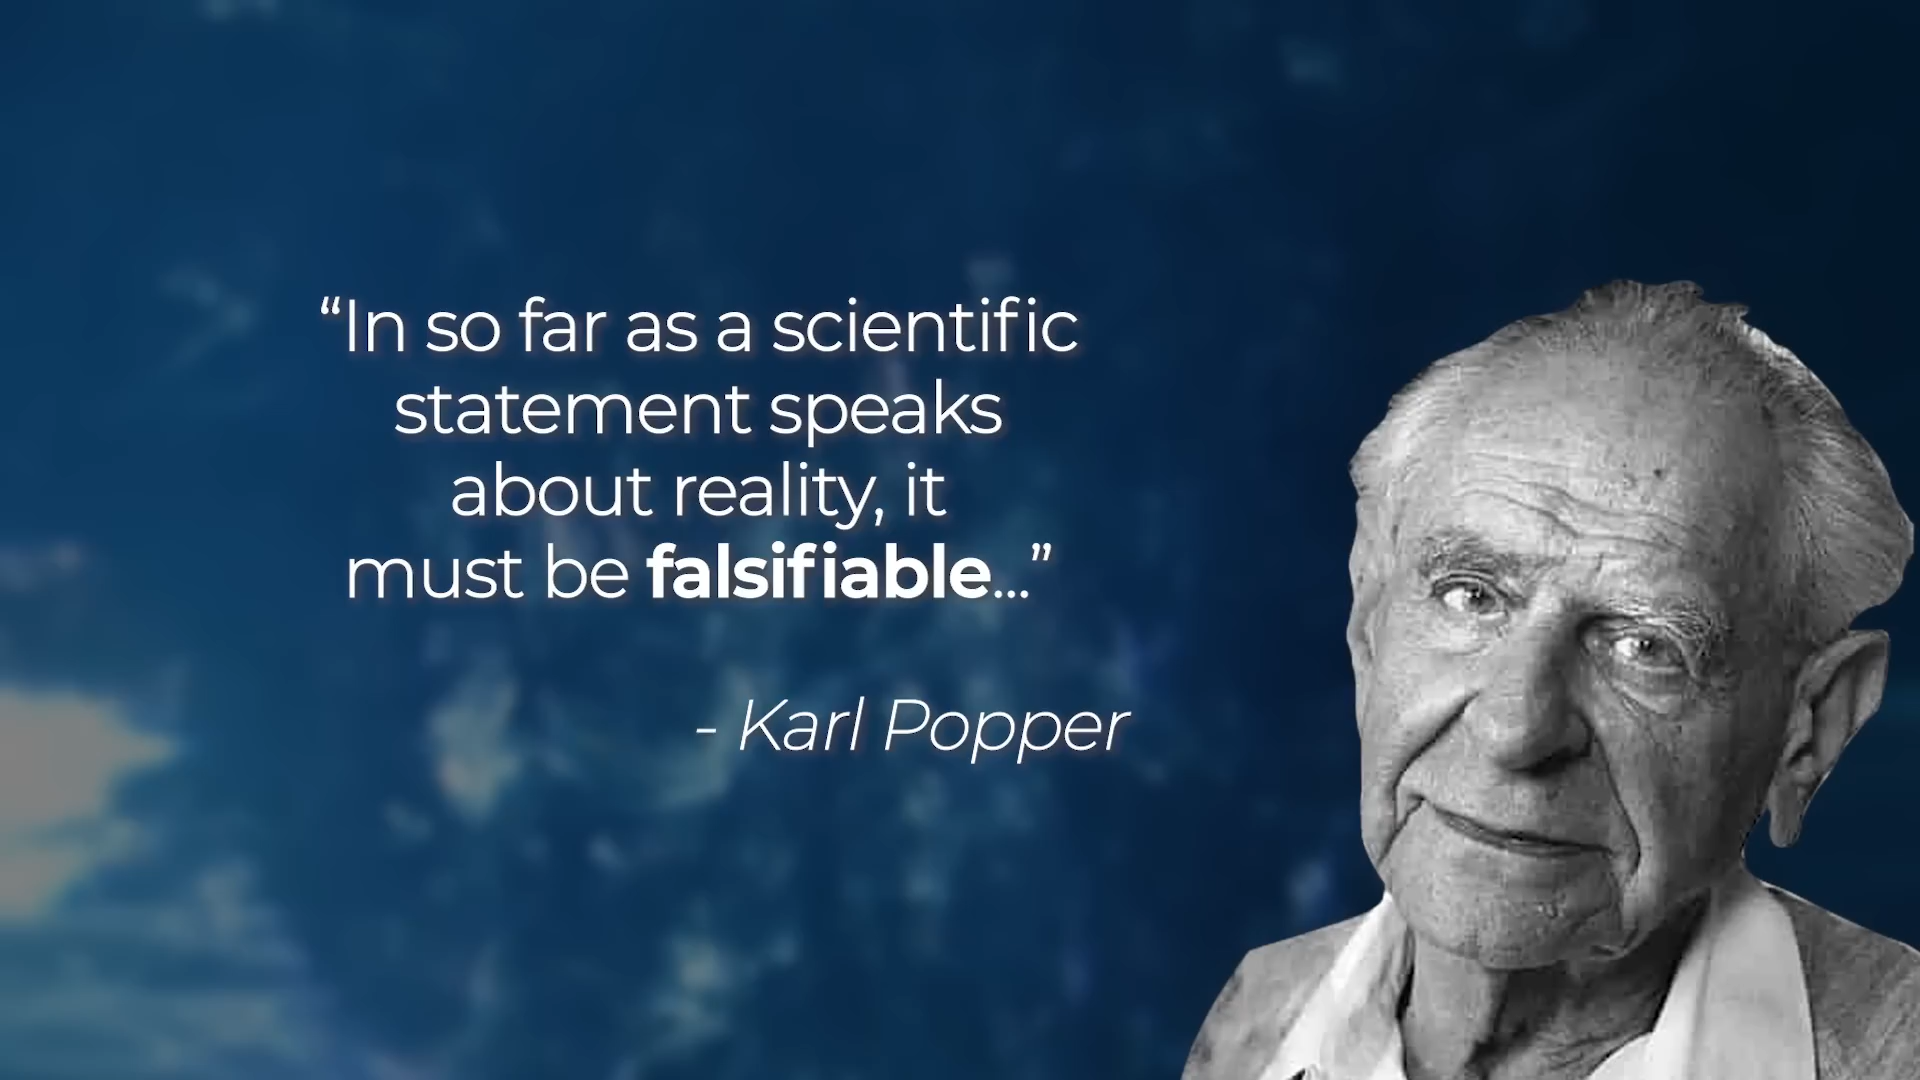 “In so far as a scientific
statement speaks
about reality, it
must be falsifiable...”
- Karl Popper